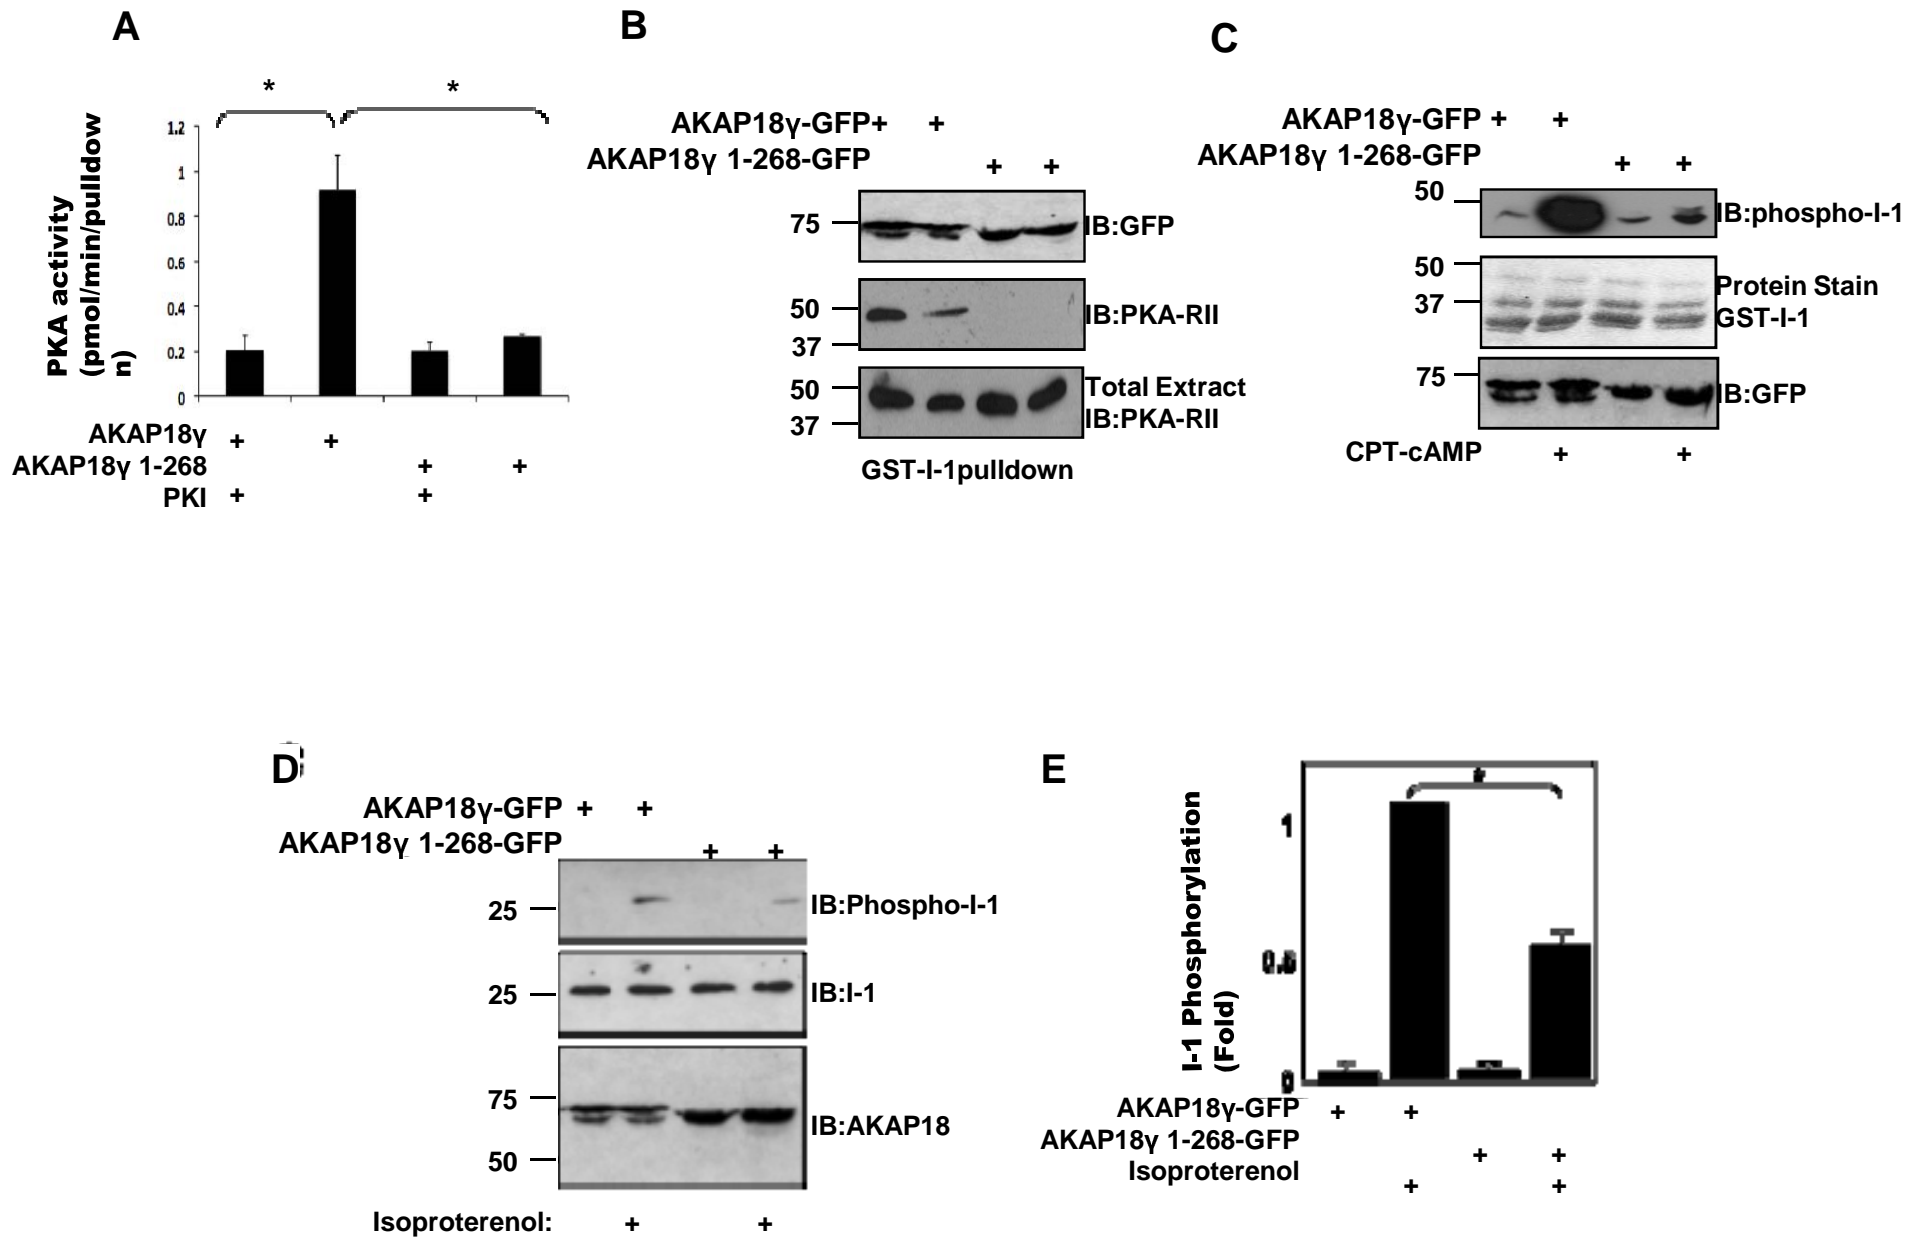 A
*
*
1.2
1
0.8
0.6
0.4
0.2
0
PKA activity
(pmol/min/pulldow
n)
AKAP18γ + +
AKAP18γ 1-268 + +
PKI + +
B
AKAP18γ-GFP+ +
AKAP18γ 1-268-GFP + +
75
IB:GFP
50
37
IB:PKA-RII
50
37
Total Extract
IB:PKA-RII
GST-I-1pulldown
C
AKAP18γ-GFP + +
AKAP18γ 1-268-GFP + +
50
IB:phospho-I-1
50
37
Protein Stain
GST-I-1
75
IB:GFP
CPT-cAMP + +
D
AKAP18γ-GFP + +
AKAP18γ 1-268-GFP + +
25
IB:Phospho-I-1
25
IB:I-1
75
50
IB:AKAP18
Isoproterenol: + +
E
*
1
0
I-1 Phosphorylation
(Fold)
AKAP18γ-GFP + +
AKAP18γ 1-268-GFP + +
Isoproterenol + +